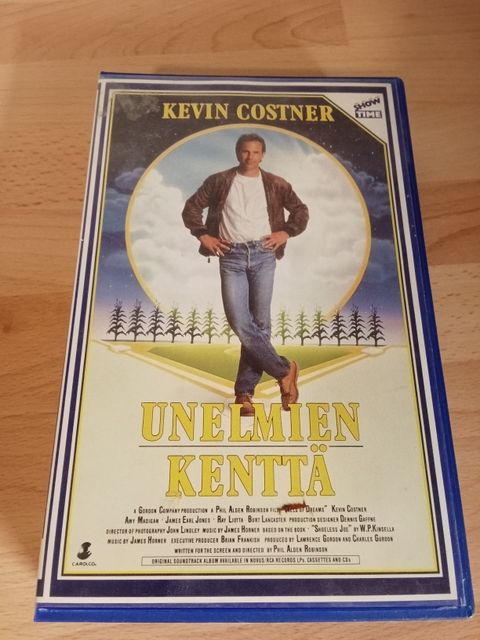 KEVIN COSTNER
SHOW
TIME
UNELMIEN
KENTTÄ
A GORDON COMPANY PRODUCTION A PHIL ALDEN ROBINSON FILM OF DREAMS" KEVIN COSTNER
AMY MADIGAN · JAMES EARL JONES · RAY LIOTTA · BURT LANCASTER PRODUCTION DESIGNER DENNIS
DIRECTOR OF PHOTOGRAPHY JOHN LINDLEY MUSIC BY JAMES HORNER BASED ON THE BOOK · "SHOELESS JOE" BY W.P.KINSELLA
MUSIC BY JAMES HORNER EXECUTIVE PRODUCER BRIAN FRANKISH PRODUCED BY LAWRENCE GORDON AND CHARLES GORDON
WRITTEN FOR THE SCREEN AND DIRECTED BY PHIL ALDEN ROBINSON
CAROLCO
ORIGINAL SOUNDTRACK ALBUM AVAILABLE IN NOVUS/RCA RECORDS LPs, CASSETTES AND CDs